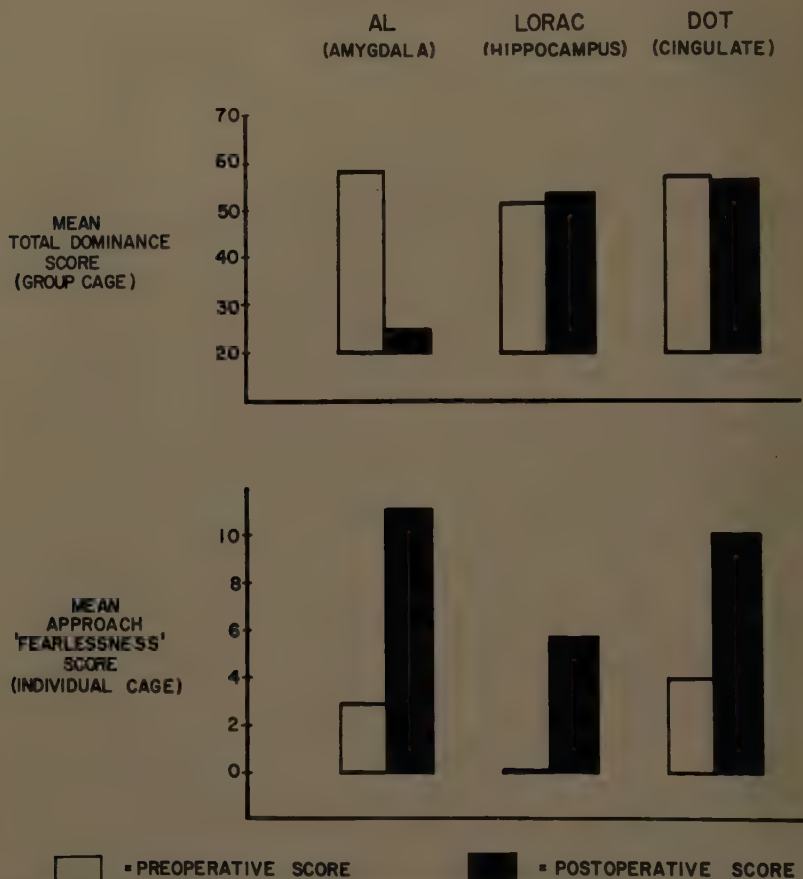 AL LORAC DOT
(AMYGDALA) (HIPPOCAMPUS) (CINGULATE)
70
60
50
40
30
20
MEAN
TOTAL DOMINANCE
SCORE
(GROUP CAGE)
10
8
6
4
2
0
MEAN
APPROACH
'FEARLESSNESS'
SCORE
(INDIVIDUAL CAGE)
= PREOPERATIVE SCORE = POSTOPERATIVE SCORE